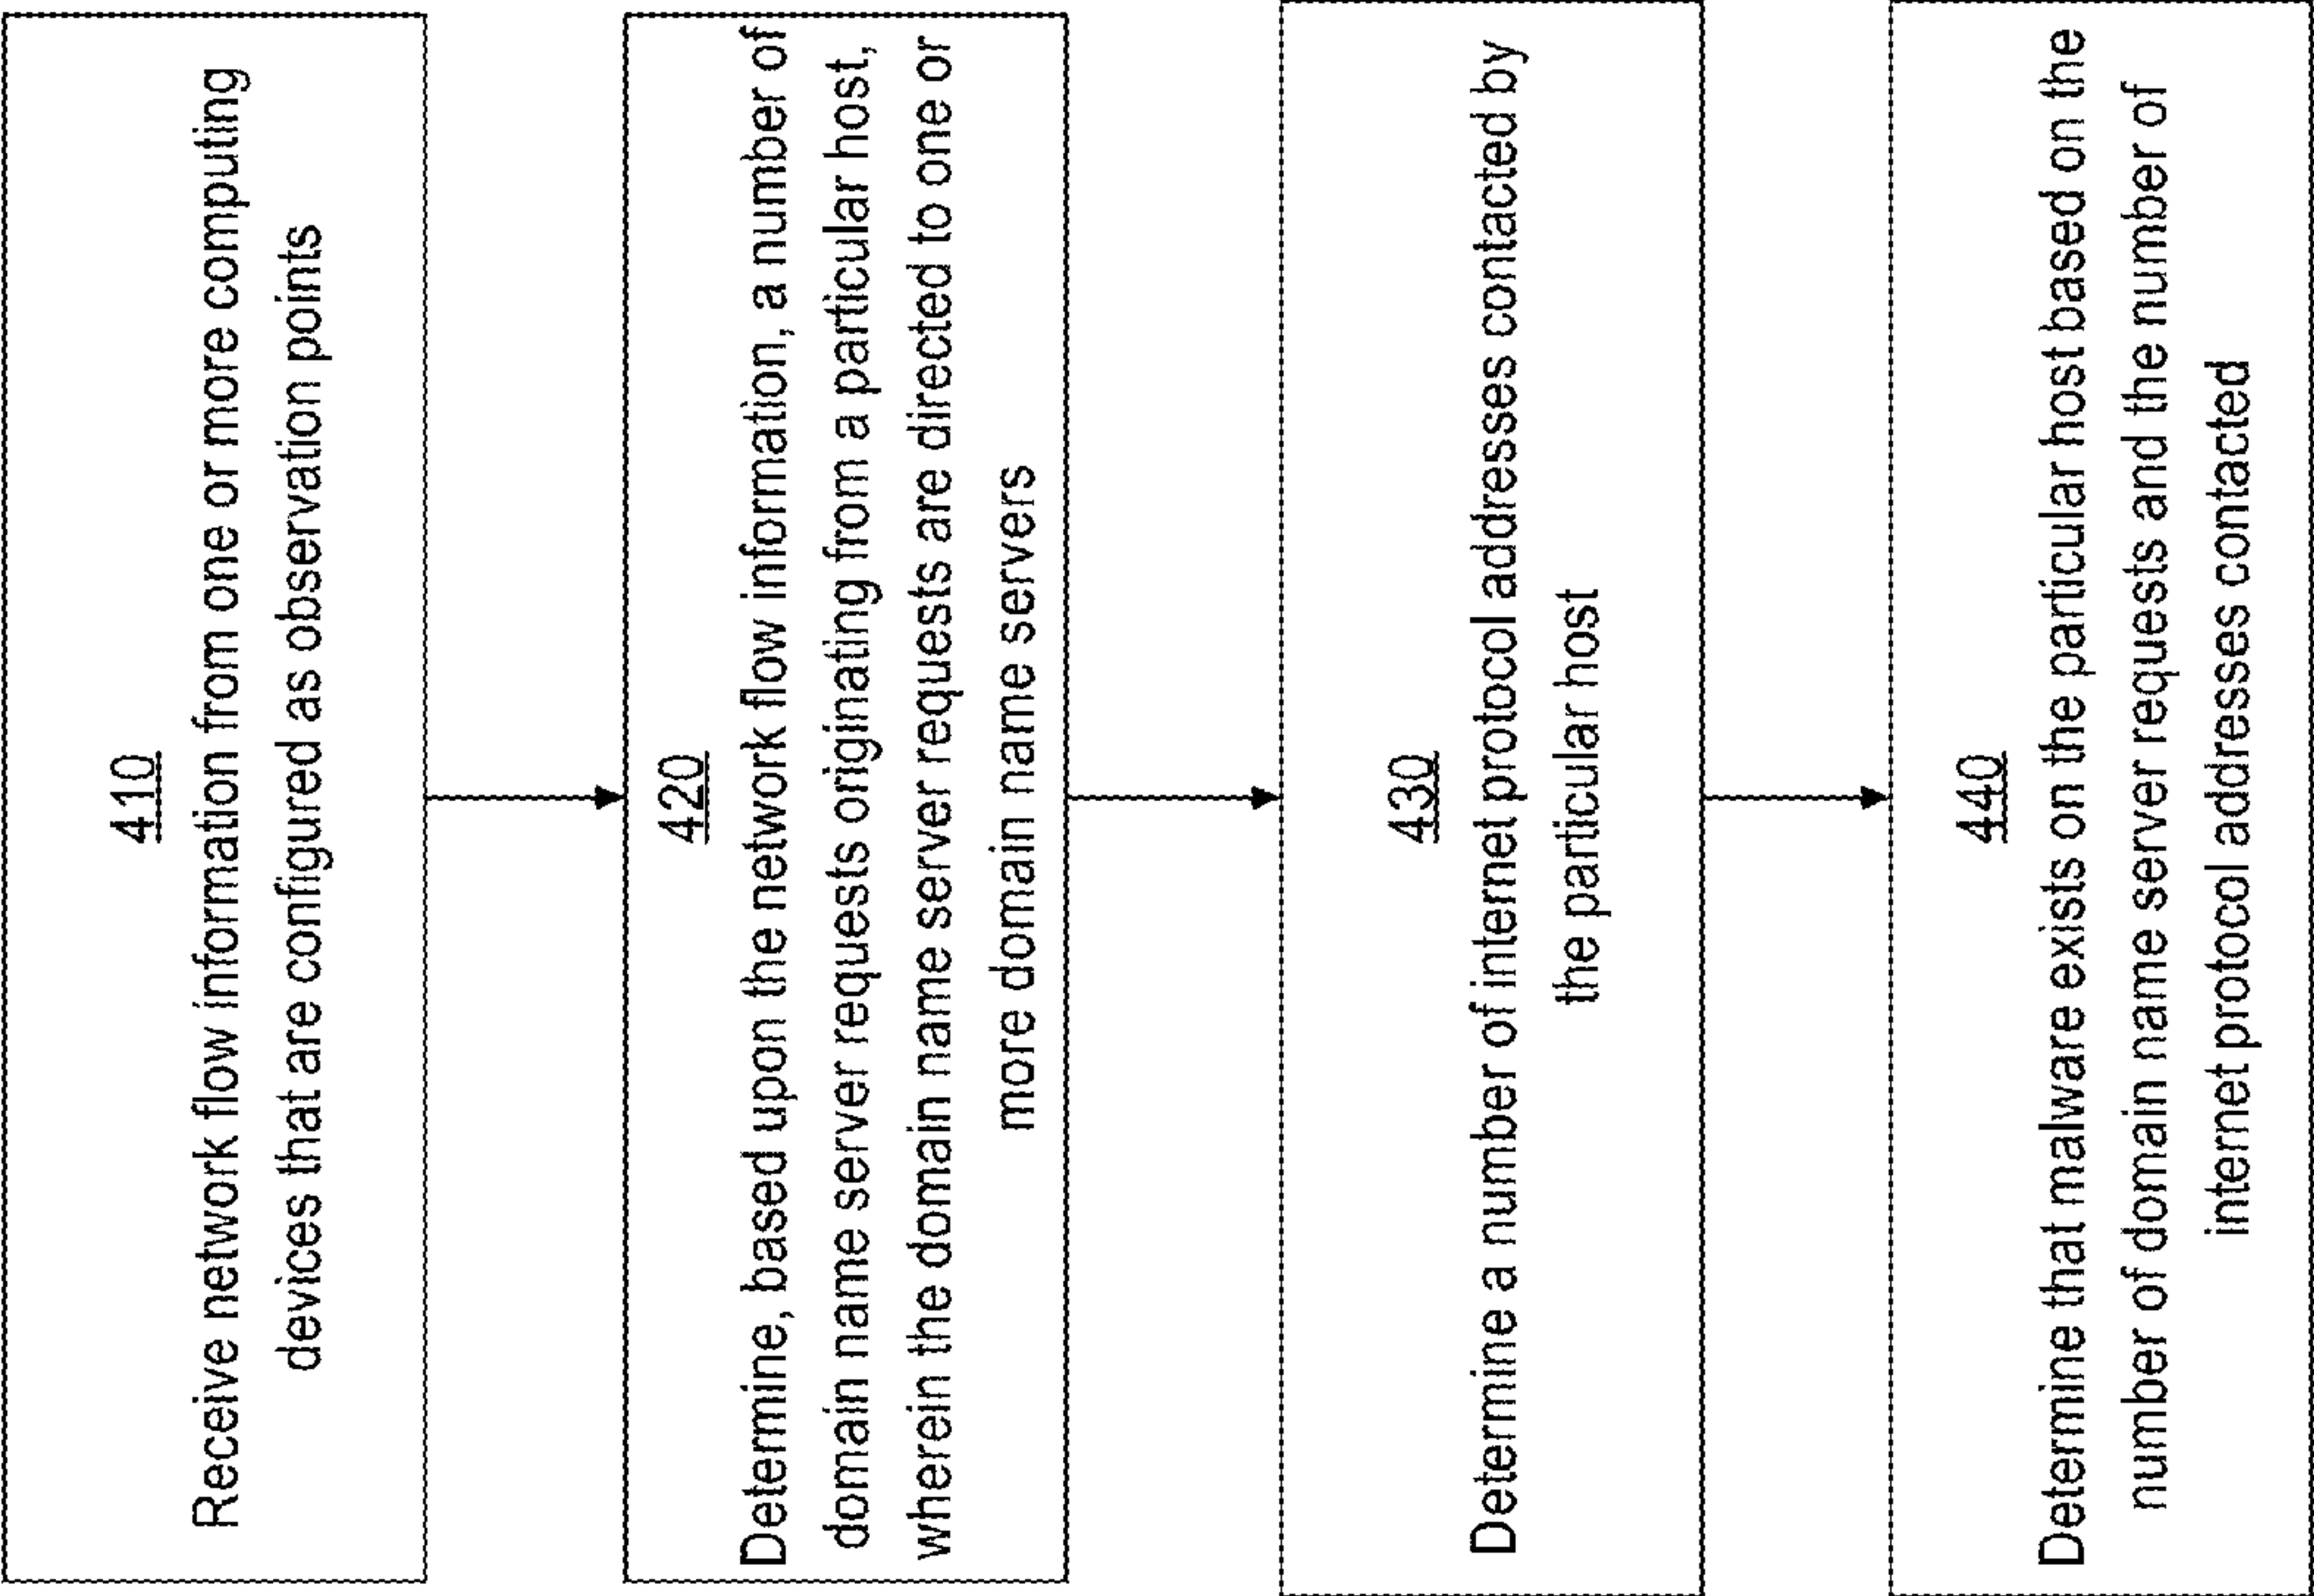 410
Receive network flow information from one or more computing
devices that are configured as observation points
420
Determine, based upon the network flow information, a number of
domain name server requests originating from a particular host,
wherein the domain name server requests are directed to one or
more domain name servers
430
Determine a number of internet protocol addresses contacted by
the particular host
440
Determine that malware exists on the particular host based on the
number of domain name server requests and the number of
internet protocol addresses contacted